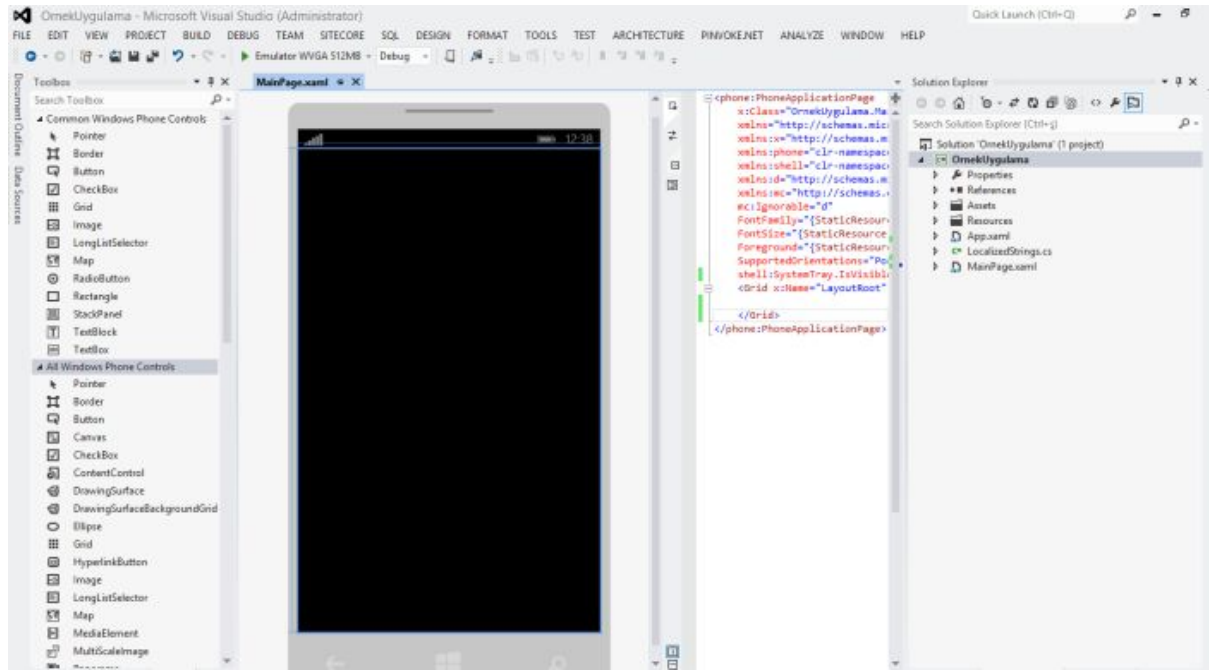 OrnekUygulama - Microsoft Visual Studio (Administrator)
Quick Launch (Ctrl+Q)
FILE EDIT VIEW PROJECT BUILD DEBUG TEAM SITECORE SQL DESIGN FORMAT TOOLS TEST ARCHITECTURE PINVOKE.NET ANALYZE WINDOW HELP
Emulator WVGA 512MB Debug
Document Outline
Data Sources
Toolbox
Search Toolbox
Common Windows Phone Controls
Pointer
Border
Button
CheckBox
Grid
Image
LongListSelector
Map
RadioButton
Rectangle
StackPanel
TextBlock
TextBox
All Windows Phone Controls
Pointer
Border
Button
Canvas
CheckBox
ContentControl
DrawingSurface
DrawingSurfaceBackgroundGrid
Ellipse
Grid
HyperlinkButton
Image
LongListSelector
Map
MediaElement
MultiScaleImage
MainPage.xaml
12:38
<phone:PhoneApplicationPage
x:Class="OrnekUygulama.Ma
xmlns="http://schemas.mic
xmlns:x="http://schemas.m
xmlns:phone="clr-namespac
xmlns:shell="clr-namespac
xmlns:d="http://schemas.m
xmlns:mc="http://schemas.
mc:Ignorable="d"
FontFamily="{StaticResour
FontSize="{StaticResource
Foreground="{StaticResour
SupportedOrientations="Po
shell:SystemTray.IsVisibl
<Grid x:Name="LayoutRoot"
</Grid>
</phone:PhoneApplicationPage>
Solution Explorer
Search Solution Explorer (Ctrl+ş)
Solution 'OrnekUygulama' (1 project)
OrnekUygulama
Properties
References
Assets
Resources
App.xaml
LocalizedStrings.cs
MainPage.xaml